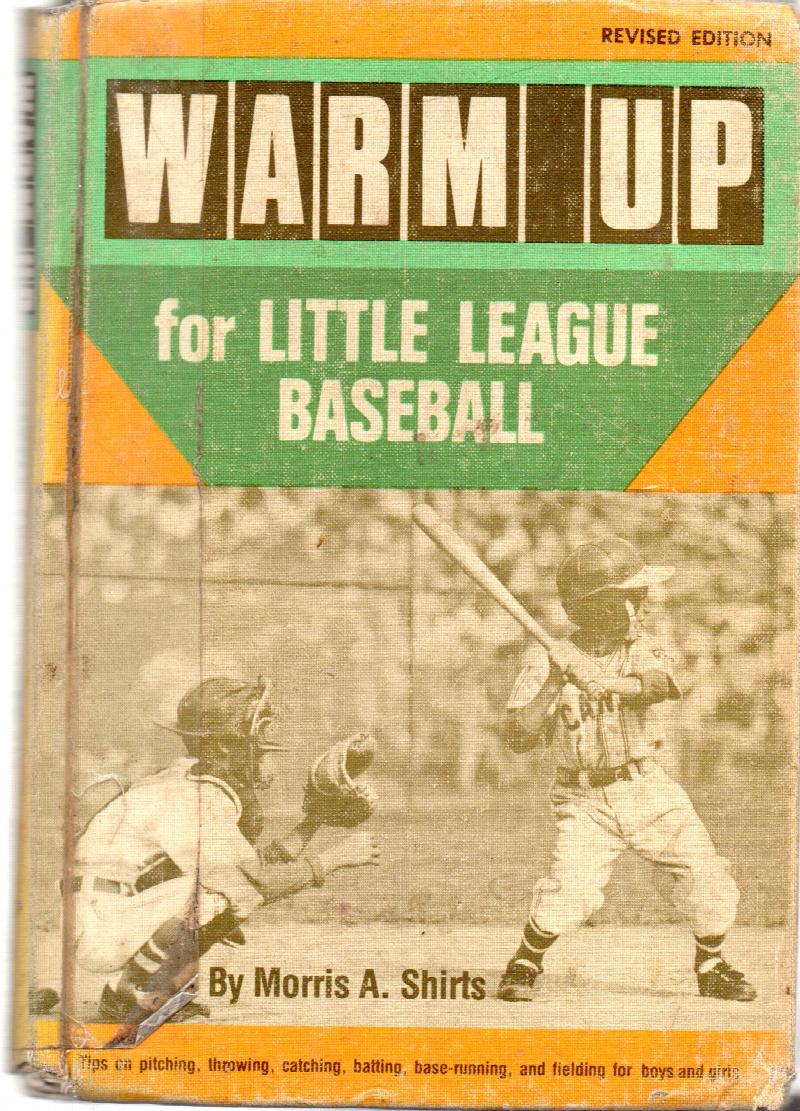 REVISED EDITION
WARM UP
for LITTLE LEAGUE
BASEBALL
CAN
By Morris A. Shirts
Tips on pitching, throwing, catching, batting, base-running, and fielding for boys and girls